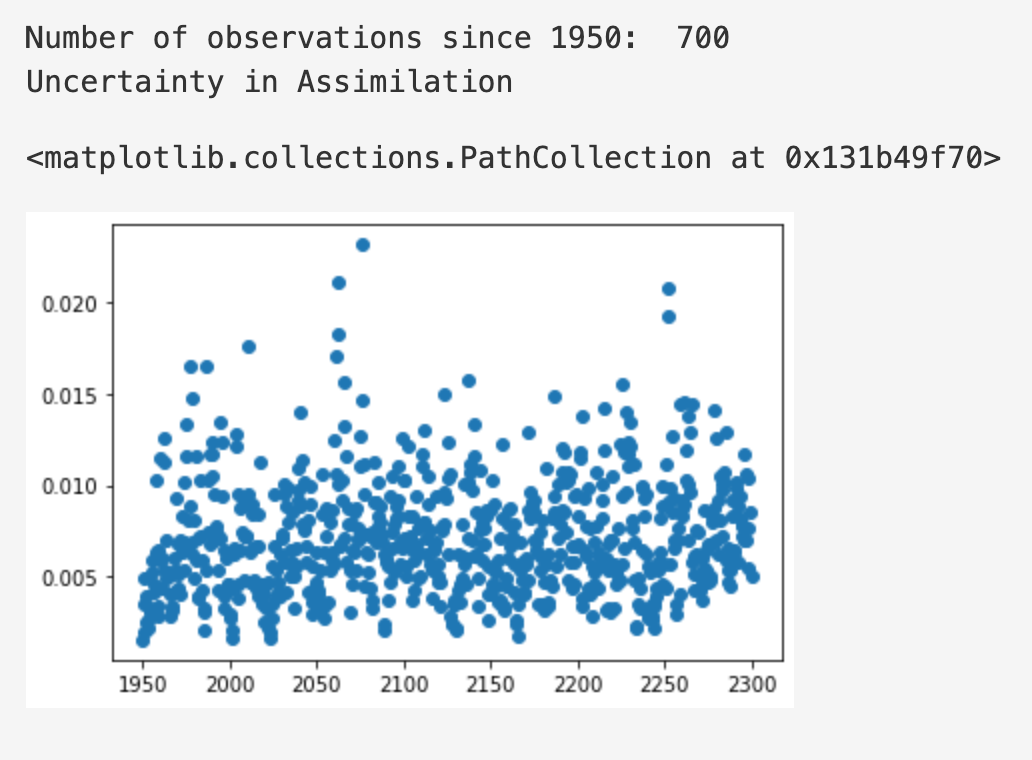 Number of observations since 1950:  700
Uncertainty in Assimilation
<matplotlib.collections.PathCollection at 0x131b49f70>
0.020
0.015
0.010
0.005
1950 2000 2050 2100 2150 2200 2250 2300